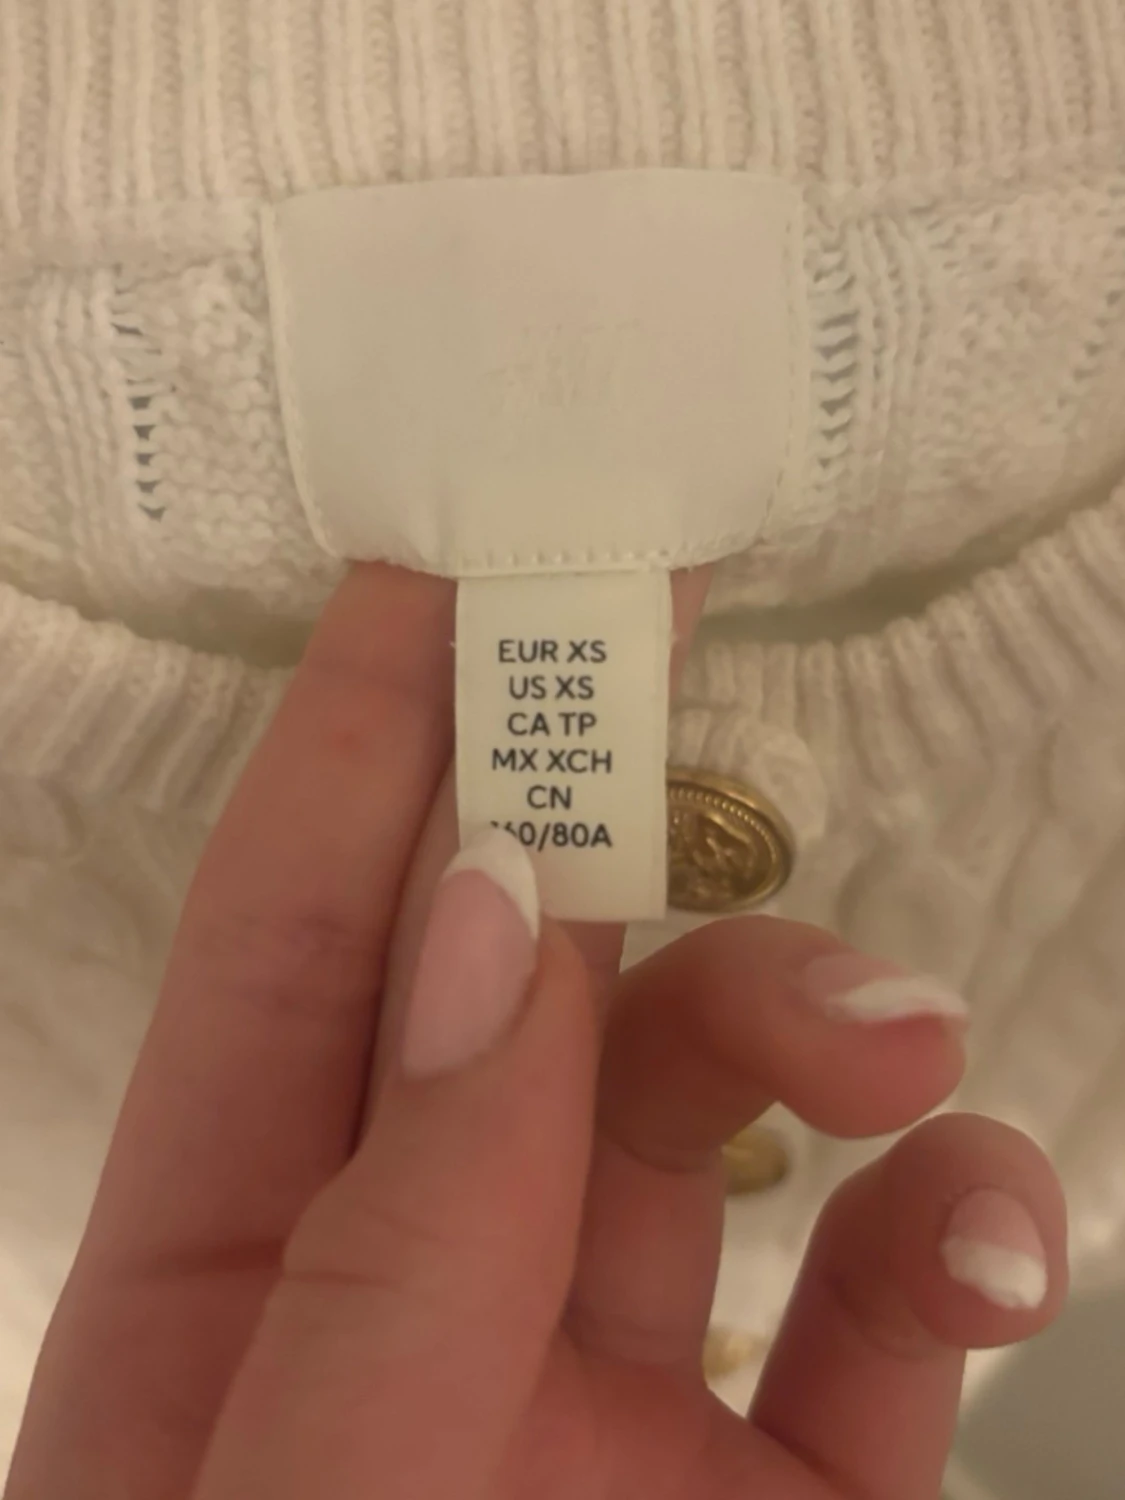 EUR XS
US XS
CA TP
MX XCH
CN
160/80A